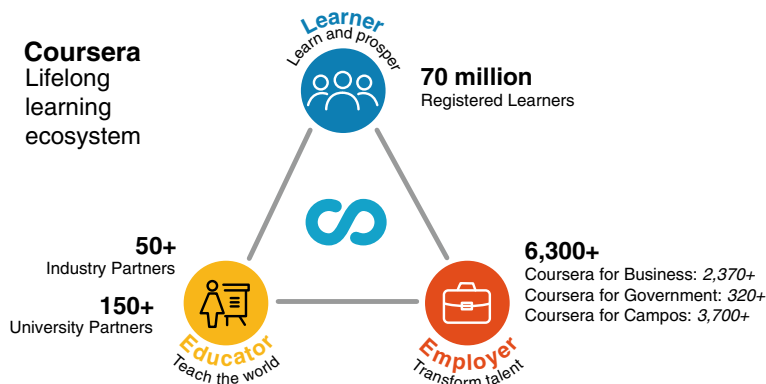 Coursera
Lifelong
learning
ecosystem
Learner
Learn and prosper
70 million
Registered Learners
50+
Industry Partners
150+
University Partners
Educator
Teach the world
6,300+
Coursera for Business: 2,370+
Coursera for Government: 320+
Coursera for Campos: 3,700+
Employer
Transform talent